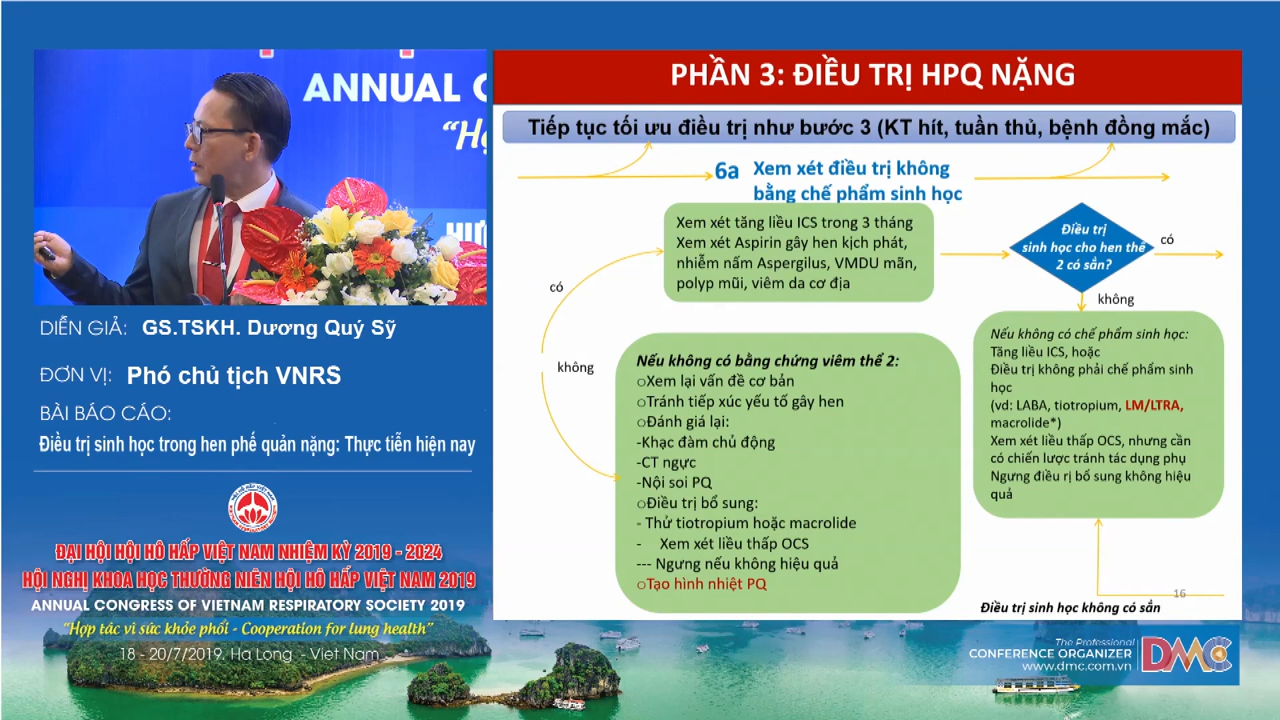 ANNUAL C
"Hợ
HƯ
DIỄN GIẢ: GS.TSKH. Dương Quý Sỹ
ĐƠN VỊ: Phó chủ tịch VNRS
BÀI BÁO CÁO:
Điều trị sinh học trong hen phế quản nặng: Thực tiễn hiện nay
ĐẠI HỘI HỘI HÔ HẤP VIỆT NAM NHIỆM KỲ 2019 - 2024
HỘI NGHỊ KHOA HỌC THƯỜNG NIÊN HỘI HÔ HẤP VIỆT NAM 2019
ANNUAL CONGRESS OF VIETNAM RESPIRATORY SOCIETY 2019
"Hợp tác vì sức khỏe phổi - Cooperation for lung health"
18 - 20/7/2019. Ha Long - Viet Nam
PHẦN 3: ĐIỀU TRỊ HPQ NẶNG
Tiếp tục tối ưu điều trị như bước 3 (KT hít, tuần thủ, bệnh đồng mắc)
6a Xem xét điều trị không
bằng chế phẩm sinh học
Xem xét tăng liều ICS trong 3 tháng
Xem xét Aspirin gây hen kịch phát,
nhiễm nấm Aspergilus, VMDU mãn,
polyp mũi, viêm da cơ địa
có
không
Nếu không có bằng chứng viêm thể 2:
oXem lại vấn đề cơ bản
oTránh tiếp xúc yếu tố gây hen
oĐánh giá lại:
-Khạc đàm chủ động
-CT ngực
-Nội soi PQ
oĐiều trị bổ sung:
- Thử tiotropium hoặc macrolide
- Xem xét liều thấp OCS
--- Ngưng nếu không hiệu quả
oTạo hình nhiệt PQ
Điều trị
sinh học cho hen thể
2 có sẵn?
có
không
Nếu không có chế phẩm sinh học:
Tăng liều ICS, hoặc
Điều trị không phải chế phẩm sinh
học
(vd: LABA, tiotropium, LM/LTRA,
macrolide*)
Xem xét liều thấp OCS, nhưng cần
có chiến lược tránh tác dụng phụ
Ngưng điều rị bổ sung không hiệu
quả
16
Điều trị sinh học không có sẵn
The Professional
CONFERENCE ORGANIZER
www.dmc.com.vn
DMC